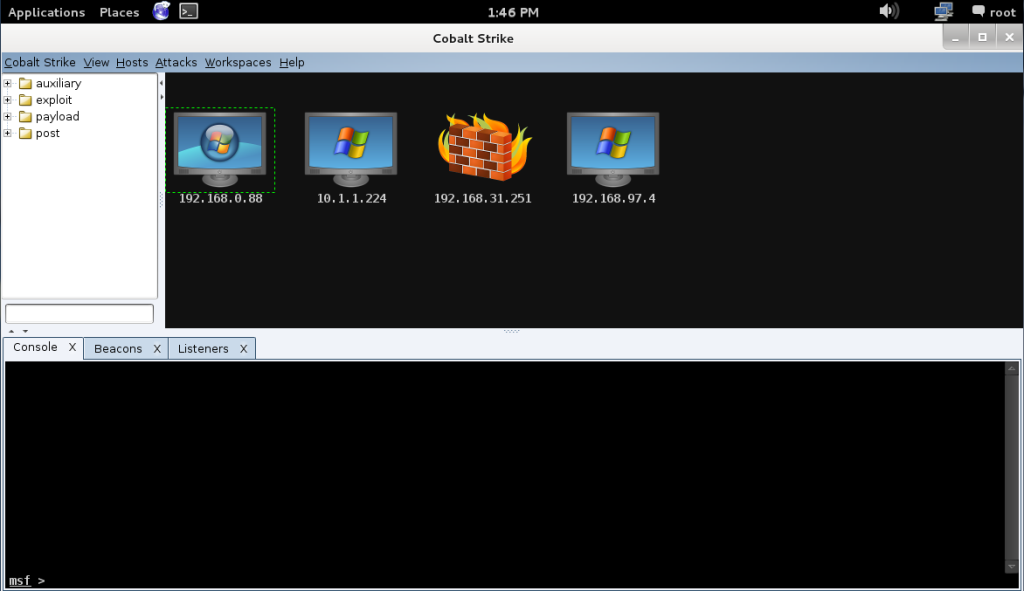 Applications Places 1:46 PM root
Cobalt Strike
Cobalt Strike View Hosts Attacks Workspaces Help
auxiliary
exploit
payload
post
192.168.0.88 10.1.1.224 192.168.31.251 192.168.97.4
Console X Beacons X Listeners X
msf >